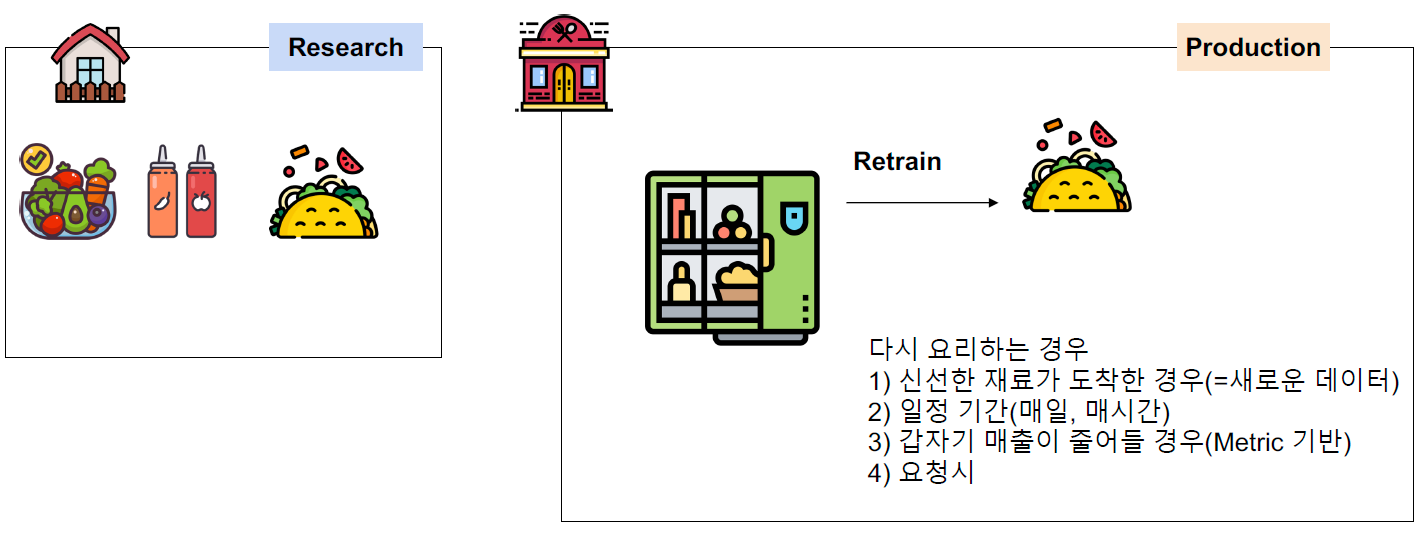 Research
Production
Retrain
다시 요리하는 경우
1) 신선한 재료가 도착한 경우(=새로운 데이터)
2) 일정 기간(매일, 매시간)
3) 갑자기 매출이 줄어들 경우(Metric 기반)
4) 요청시